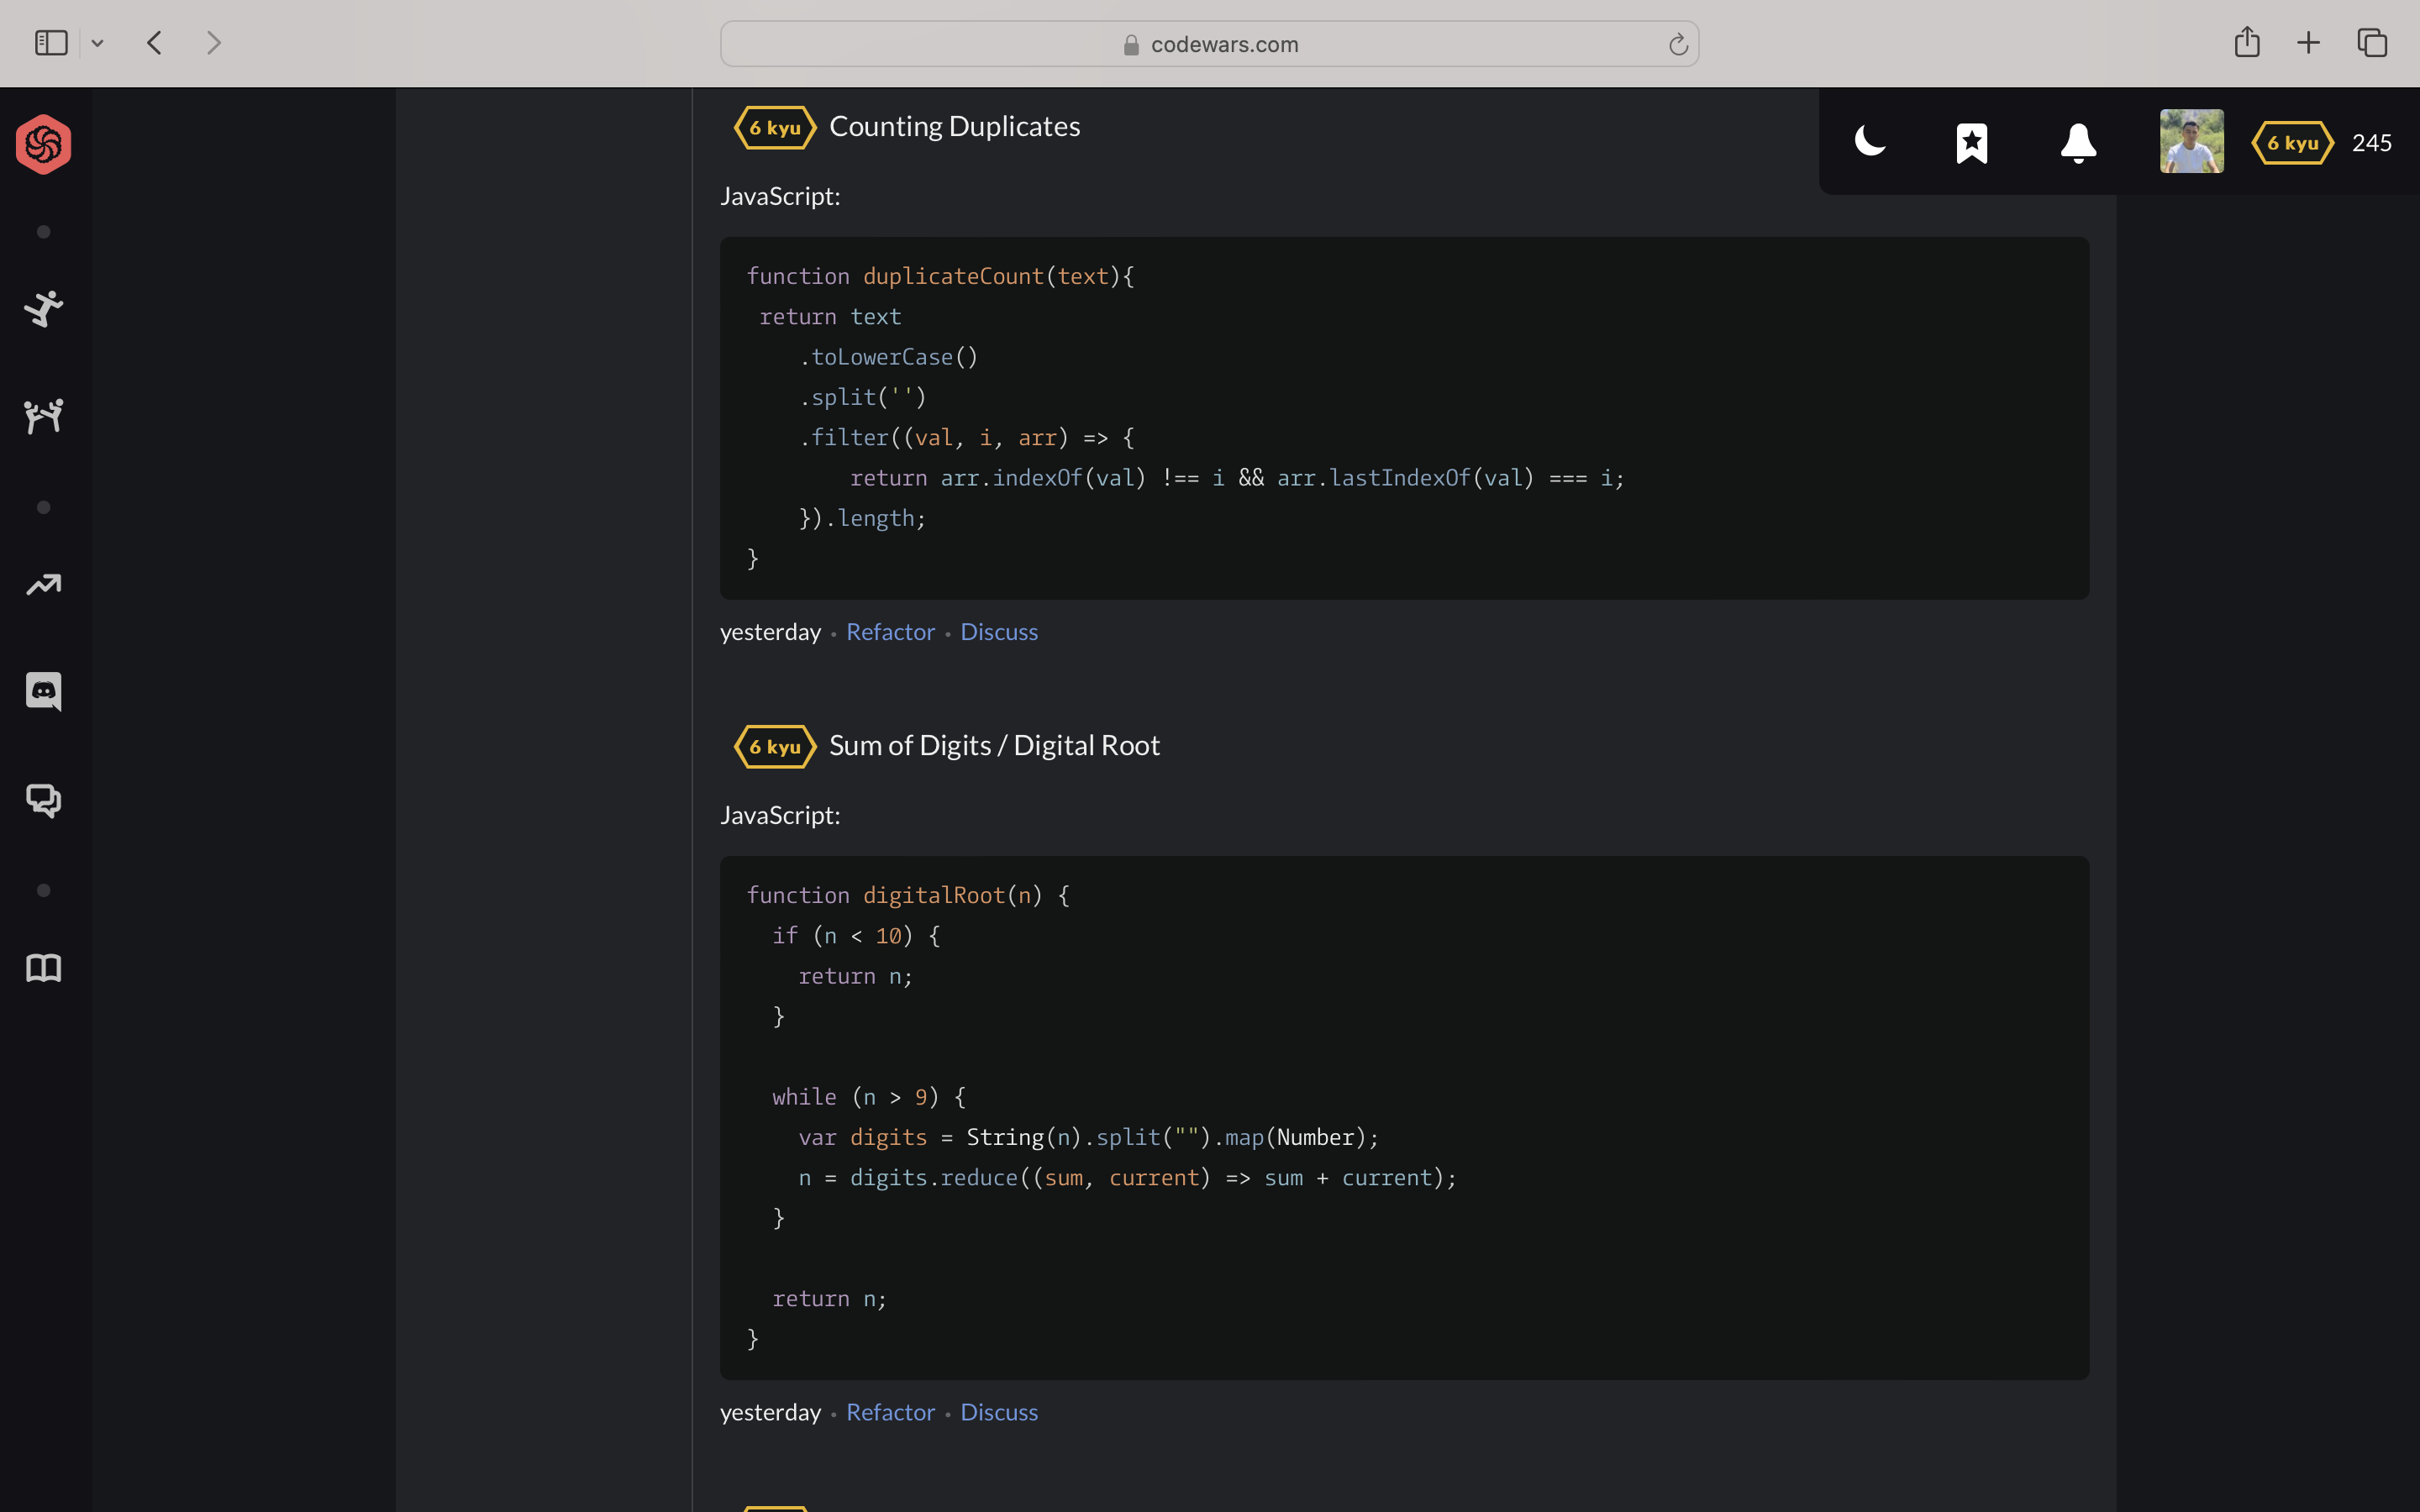 codewars.com
6 kyu Counting Duplicates
6 kyu 245
JavaScript:
function duplicateCount(text){
 return text
    .toLowerCase()
    .split('')
    .filter((val, i, arr) => {
        return arr.indexOf(val) !== i && arr.lastIndexOf(val) === i;
    }).length;
}
yesterday • Refactor • Discuss
6 kyu Sum of Digits / Digital Root
JavaScript:
function digitalRoot(n) {
  if (n < 10) {
    return n;
  }
  while (n > 9) {
    var digits = String(n).split("").map(Number);
    n = digits.reduce((sum, current) => sum + current);
  }
  return n;
}
yesterday • Refactor • Discuss